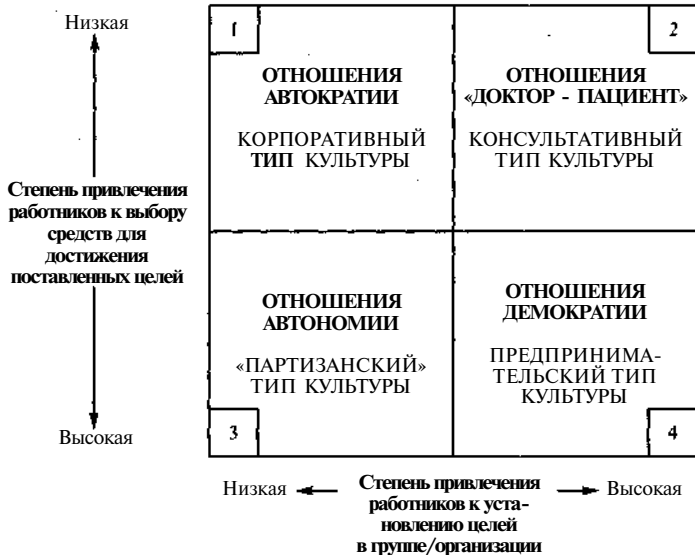 Низкая
Степень привлечения
работников к выбору
средств для
достижения
поставленных целей
Высокая
1
ОТНОШЕНИЯ
АВТОКРАТИИ
КОРПОРАТИВНЫЙ
ТИП КУЛЬТУРЫ
2
ОТНОШЕНИЯ
«ДОКТОР - ПАЦИЕНТ»
КОНСУЛЬТАТИВНЫЙ
ТИП КУЛЬТУРЫ
ОТНОШЕНИЯ
АВТОНОМИИ
«ПАРТИЗАНСКИЙ»
ТИП КУЛЬТУРЫ
3
ОТНОШЕНИЯ
ДЕМОКРАТИИ
ПРЕДПРИНИМА-
ТЕЛЬСКИЙ ТИП
КУЛЬТУРЫ
4
Низкая
Степень привлечения
работников к уста-
новлению целей
в группе/организации
Высокая